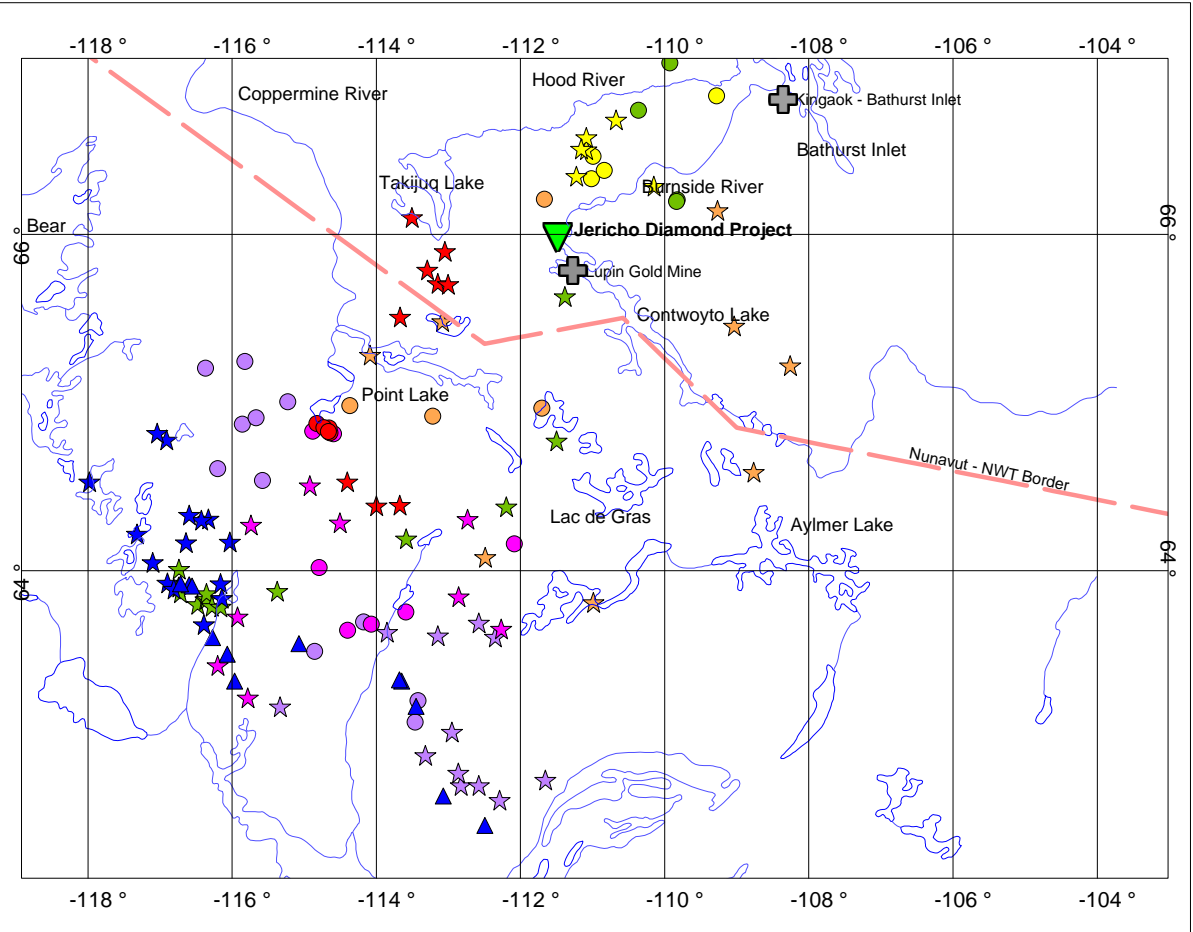 -118 ° -116 ° -114 ° -112 ° -110 ° -108 ° -106 ° -104 °
Hood River
Coppermine River
Kingaok - Bathurst Inlet
Bathurst Inlet
Takijuq Lake
Burnside River
Bear
66 °
66 °
Jericho Diamond Project
Lupin Gold Mine
Contwoyto Lake
Point Lake
Nunavut - NWT Border
Lac de Gras
Aylmer Lake
64 °
64 °
-118 ° -116 ° -114 ° -112 ° -110 ° -108 ° -106 ° -104 °